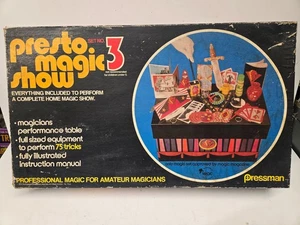 presto
magic
show
SET NO.
3
EVERYTHING INCLUDED TO PERFORM
A COMPLETE HOME MAGIC SHOW.
• magicians
performance table
• full sized equipment
to perform 75 tricks
• fully illustrated
instruction manual
PROFESSIONAL MAGIC FOR AMATEUR MAGICIANS
Pressman